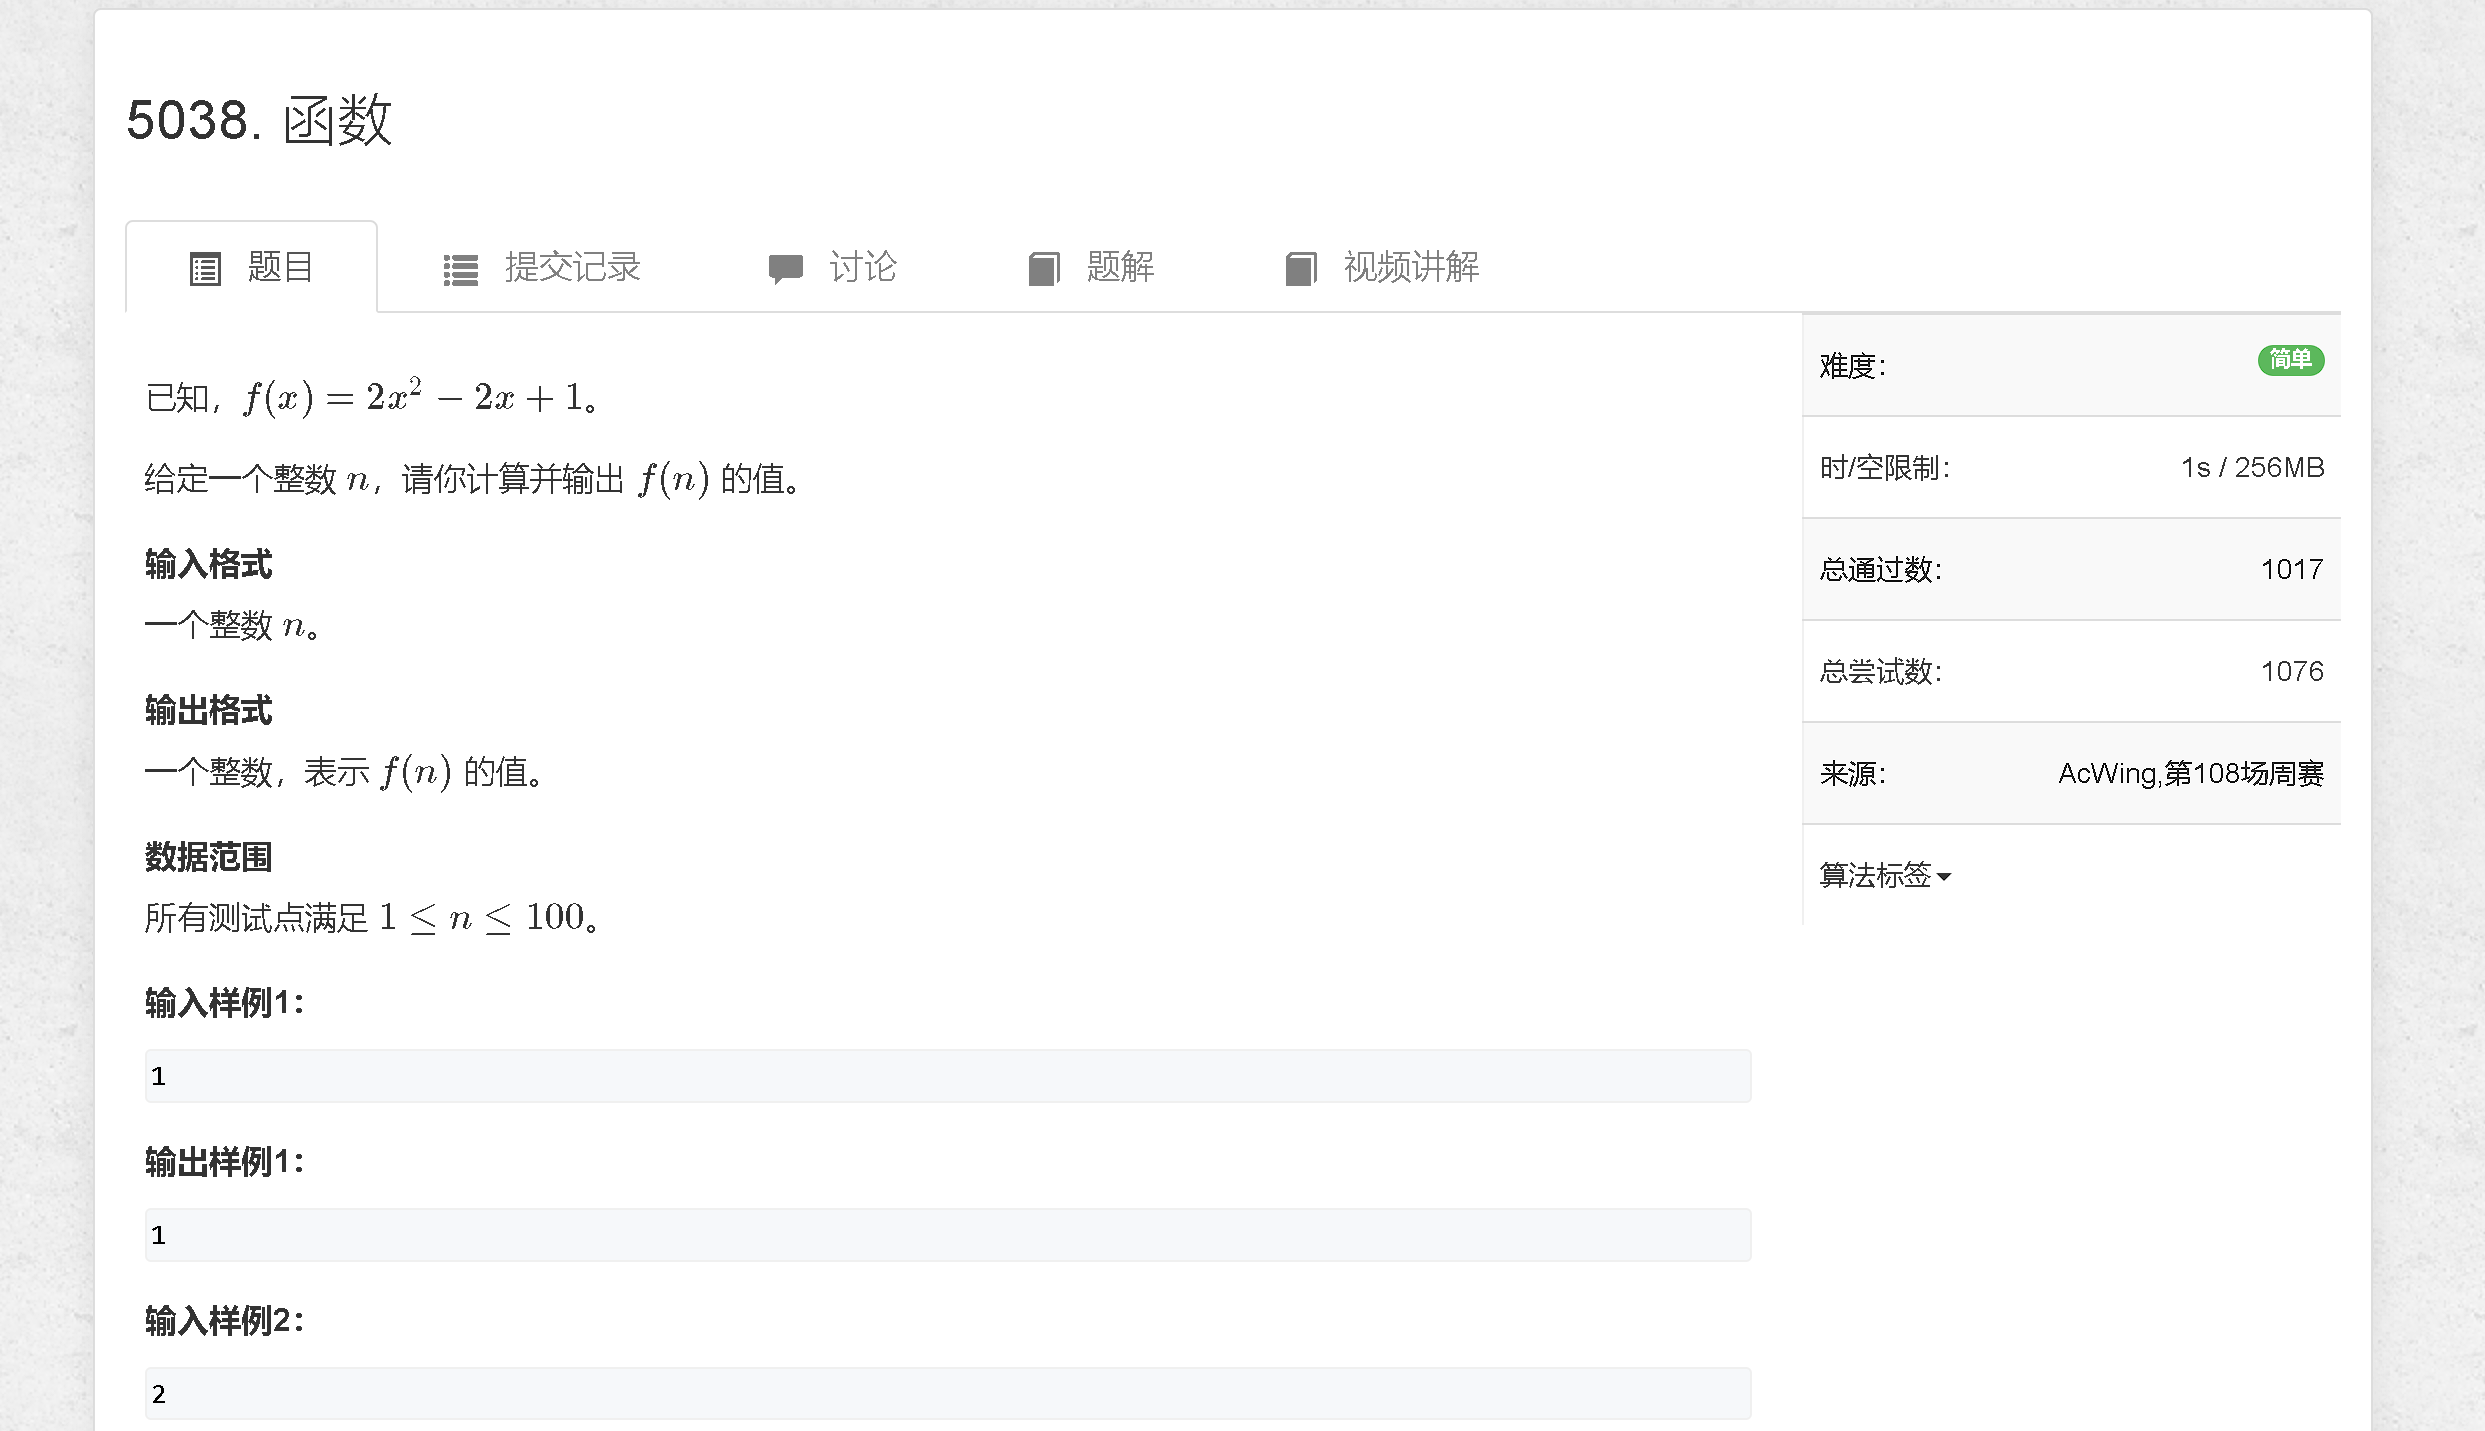 5038. 函数
题目 提交记录 讨论 题解 视频讲解
已知，f(x) = 2x² − 2x + 1。
给定一个整数 n，请你计算并输出 f(n) 的值。
输入格式
一个整数 n。
输出格式
一个整数，表示 f(n) 的值。
数据范围
所有测试点满足 1 ≤ n ≤ 100。
输入样例1：
1
输出样例1：
1
输入样例2：
2
难度： 简单
时/空限制： 1s / 256MB
总通过数： 1017
总尝试数： 1076
来源： AcWing,第108场周赛
算法标签